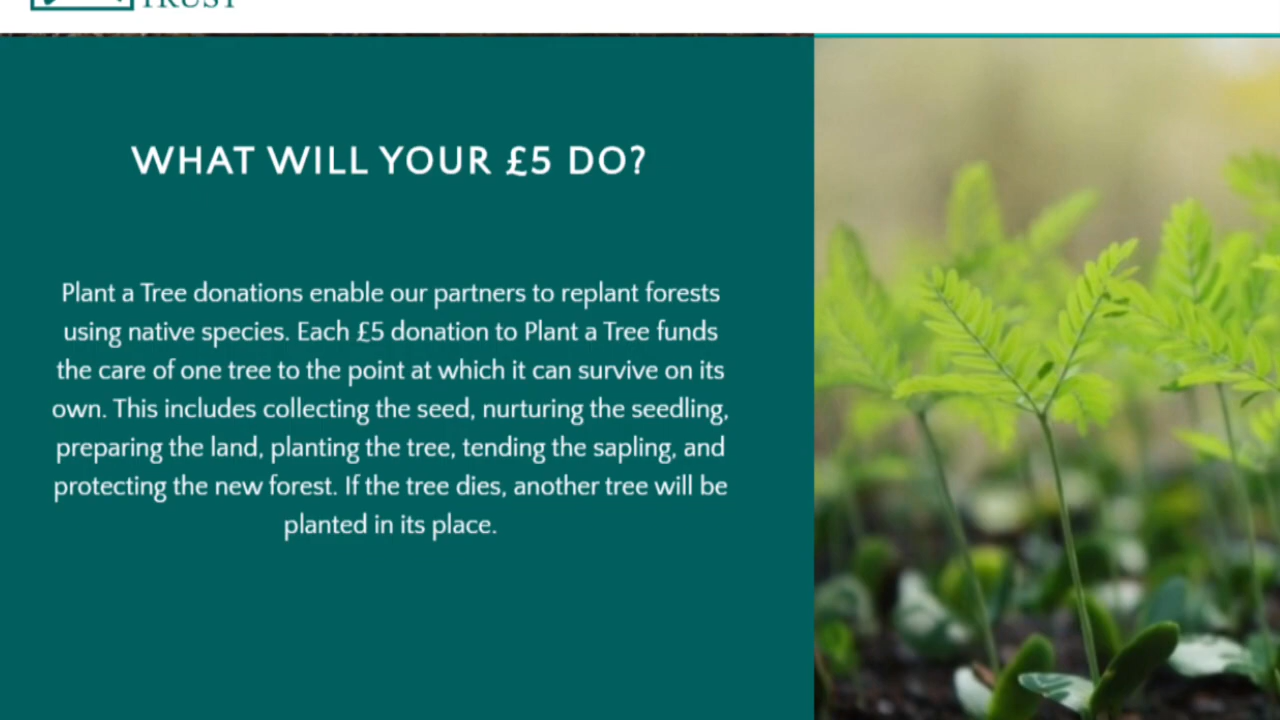 TRUST
WHAT WILL YOUR £5 DO?
Plant a Tree donations enable our partners to replant forests
using native species. Each £5 donation to Plant a Tree funds
the care of one tree to the point at which it can survive on its
own. This includes collecting the seed, nurturing the seedling,
preparing the land, planting the tree, tending the sapling, and
protecting the new forest. If the tree dies, another tree will be
planted in its place.